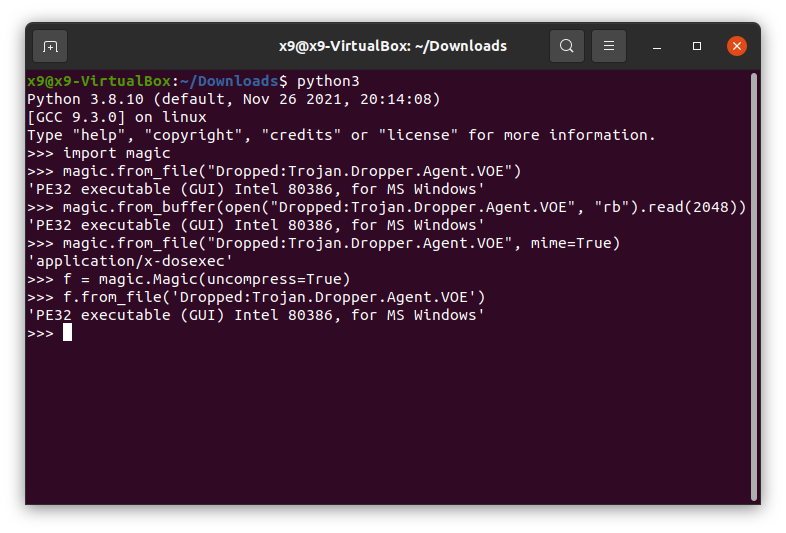 x9@x9-VirtualBox: ~/Downloads
x9@x9-VirtualBox:~/Downloads$ python3
Python 3.8.10 (default, Nov 26 2021, 20:14:08)
[GCC 9.3.0] on linux
Type "help", "copyright", "credits" or "license" for more information.
>>> import magic
>>> magic.from_file("Dropped:Trojan.Dropper.Agent.VOE")
'PE32 executable (GUI) Intel 80386, for MS Windows'
>>> magic.from_buffer(open("Dropped:Trojan.Dropper.Agent.VOE", "rb").read(2048))
'PE32 executable (GUI) Intel 80386, for MS Windows'
>>> magic.from_file("Dropped:Trojan.Dropper.Agent.VOE", mime=True)
'application/x-dosexec'
>>> f = magic.Magic(uncompress=True)
>>> f.from_file('Dropped:Trojan.Dropper.Agent.VOE')
'PE32 executable (GUI) Intel 80386, for MS Windows'
>>>